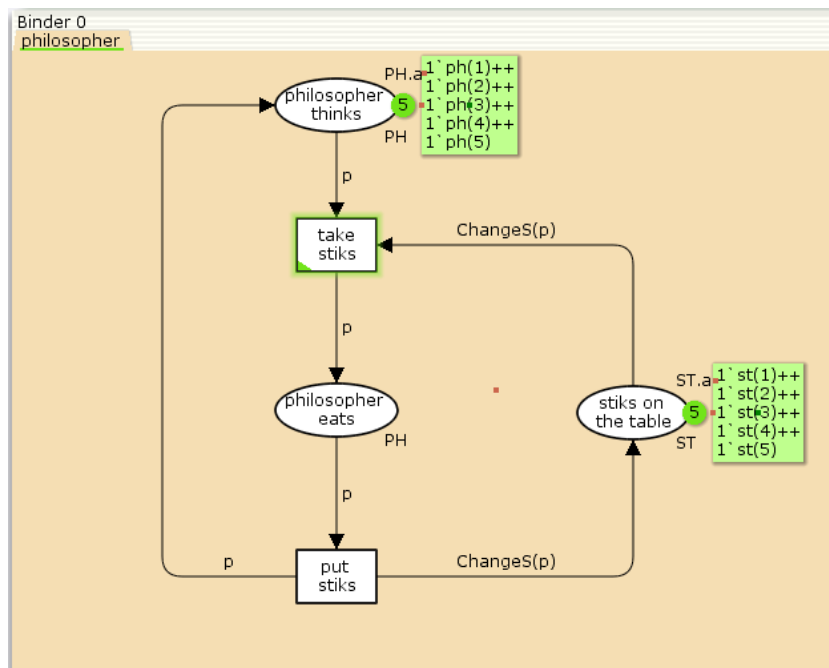 Binder 0
philosopher
PH.a
1`ph(1)++
1`ph(2)++
1`ph(3)++
1`ph(4)++
1`ph(5)
philosopher
thinks
5
PH
p
take
stiks
ChangeS(p)
p
philosopher
eats
PH
ST.a
1`st(1)++
1`st(2)++
1`st(3)++
1`st(4)++
1`st(5)
stiks on
the table
5
ST
p
p
put
stiks
ChangeS(p)